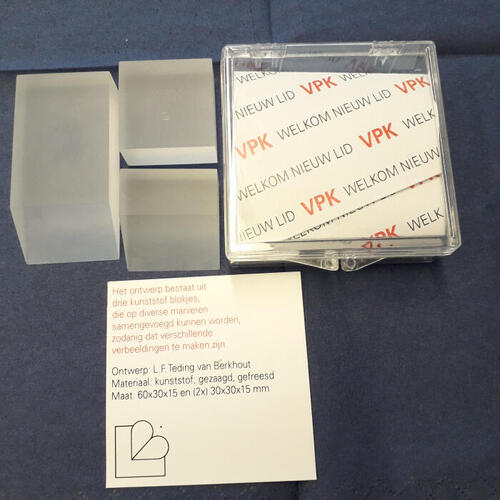 WELKOM
VPK
NIEUW LID VPK WELKOM NIEUW LID
VPK WELKOM NIEUW LID VPK
WELKOM NIEUW LID VPK WELKOM NIEUW
NIEUW LID VPK WELKOM NIEUW VPK WELK
Het ontwerp bestaat uit
drie kunststof blokjes,
die op diverse manieren
samengevoegd kunnen worden,
zodanig dat verschillende
verbeeldingen te maken zijn.
Ontwerp: L.F. Teding van Berkhout
Materiaal: kunststof, gezaagd, gefreesd
Maat: 60x30x15 en (2x) 30x30x15 mm